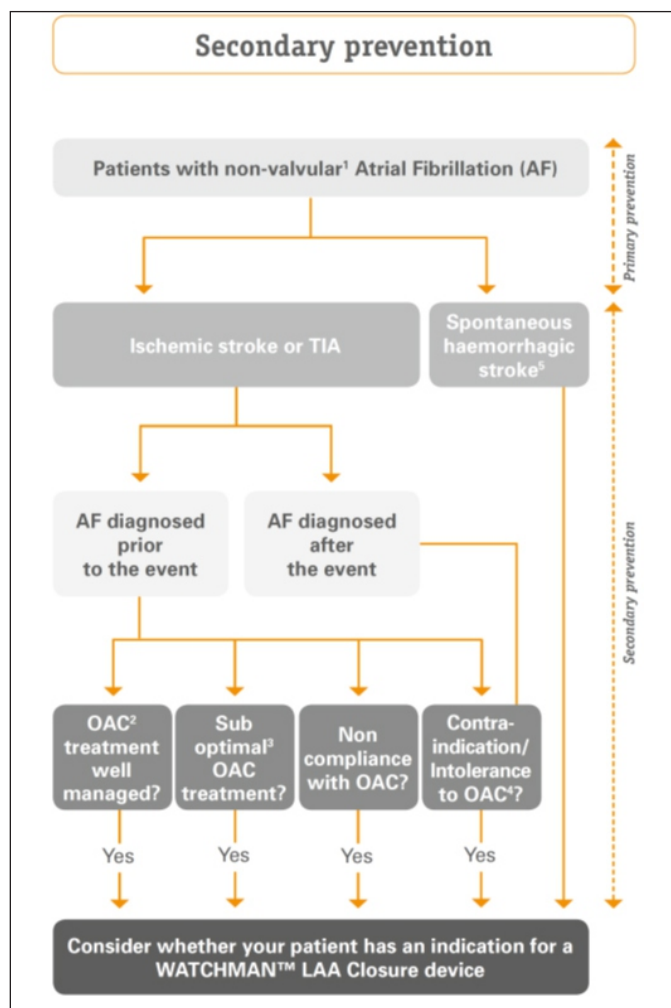 Secondary prevention
Patients with non-valvular¹ Atrial Fibrillation (AF)
Primary prevention
Ischemic stroke or TIA
Spontaneous
haemorrhagic
stroke⁵
AF diagnosed
prior
to the event
AF diagnosed
after
the event
Secondary prevention
OAC²
treatment
well
managed?
Sub
optimal³
OAC
treatment?
Non
compliance
with OAC?
Contra-
indication/
Intolerance
to OAC⁴?
Yes
Yes
Yes
Yes
Consider whether your patient has an indication for a
WATCHMAN™ LAA Closure device